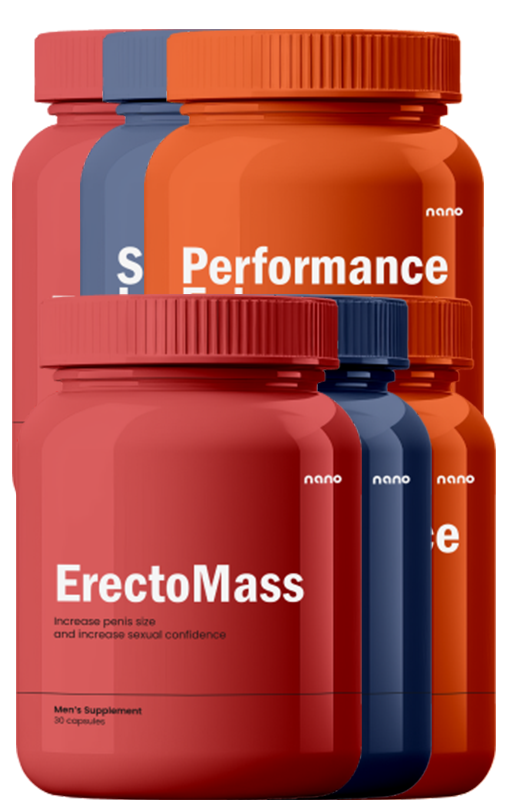 nano
S
Performance
nano
nano
nano
ce
ErectoMass
Increase penis size
and increase sexual confidence
Men's Supplement
30 capsules